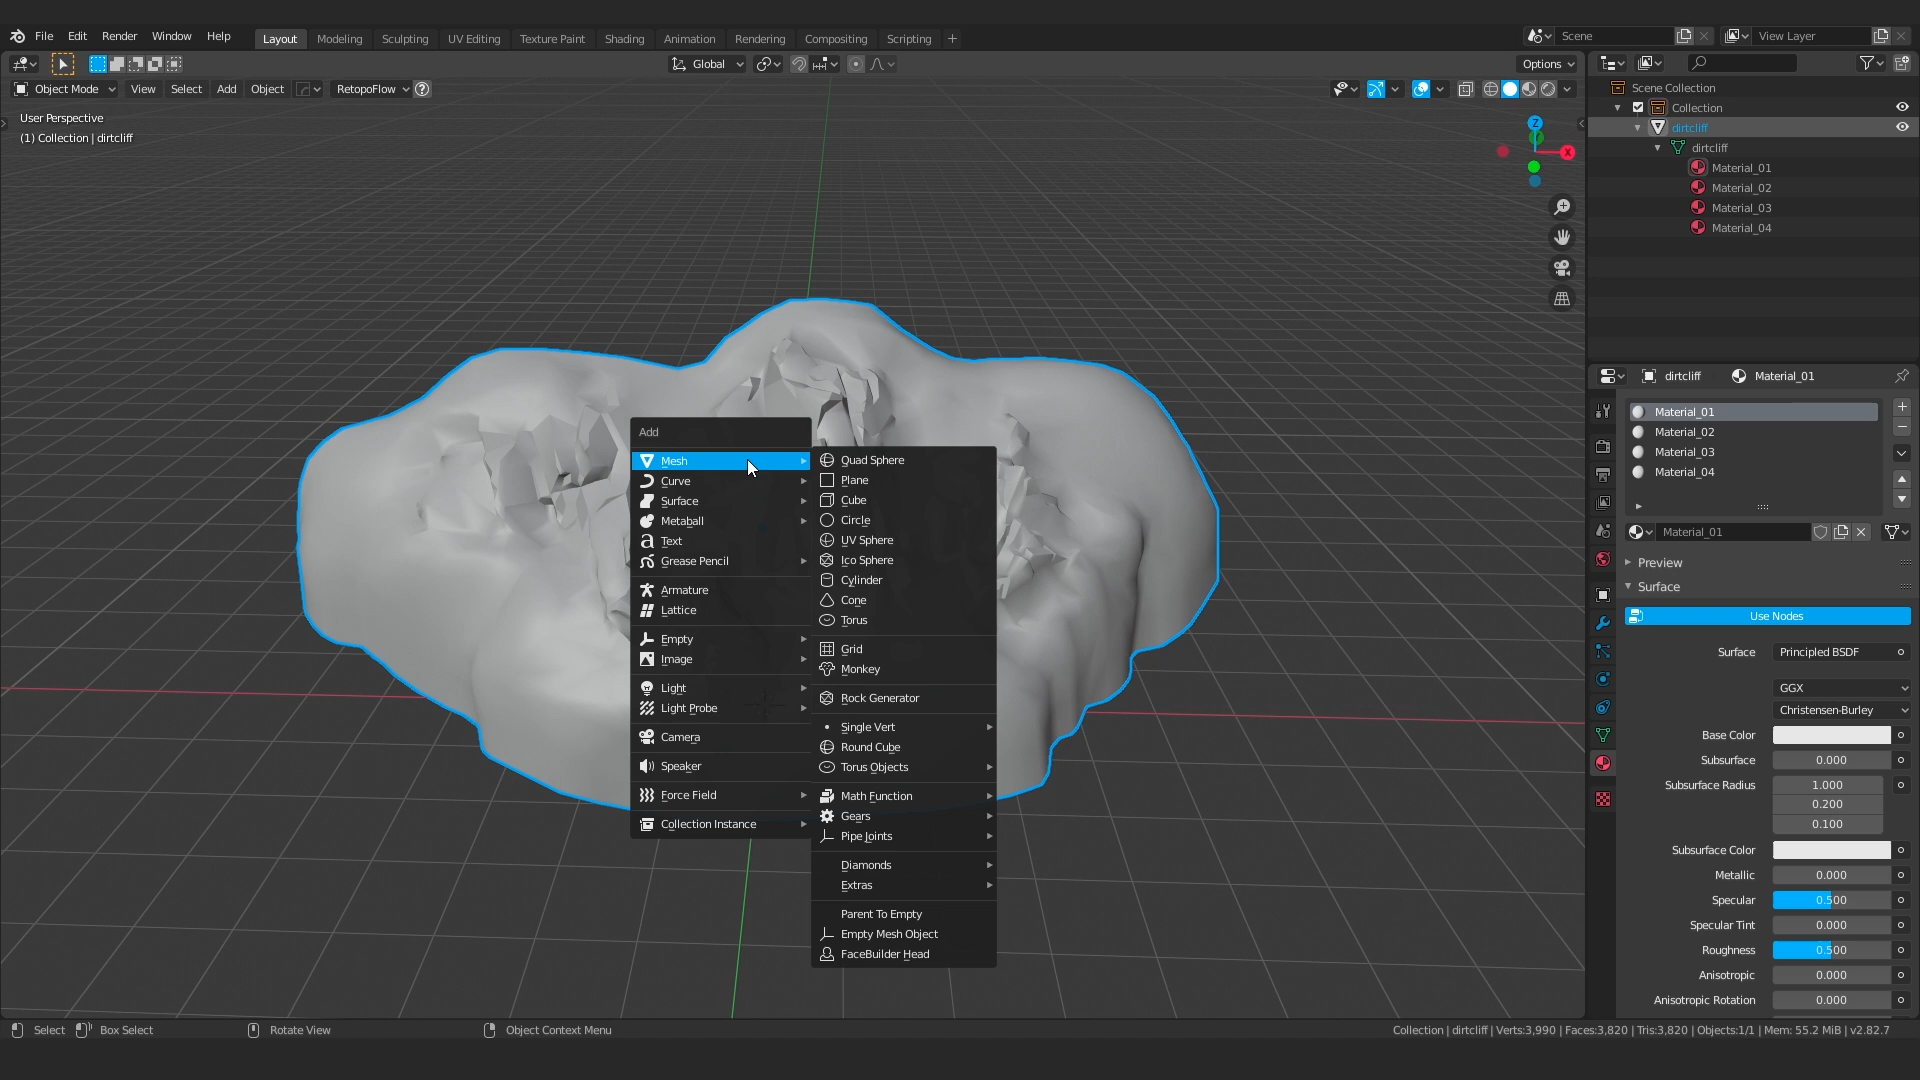 File Edit Render Window Help
Layout Modeling Sculpting UV Editing Texture Paint Shading Animation Rendering Compositing Scripting +
Scene
View Layer
Global
Options
Object Mode View Select Add Object RetopoFlow ?
User Perspective
(1) Collection | dirtcliff
Z
X
Scene Collection
Collection
dirtcliff
dirtcliff
Material_01
Material_02
Material_03
Material_04
dirtcliff Material_01
Material_01
Material_02
Material_03
Material_04
Material_01
Preview
Surface
Use Nodes
Surface Principled BSDF
GGX
Christensen-Burley
Base Color
Subsurface 0.000
Subsurface Radius 1.000
0.200
0.100
Subsurface Color
Metallic 0.000
Specular 0.500
Specular Tint 0.000
Roughness 0.500
Anisotropic 0.000
Anisotropic Rotation 0.000
Add
Mesh
Curve
Surface
Metaball
Text
Grease Pencil
Armature
Lattice
Empty
Image
Light
Light Probe
Camera
Speaker
Force Field
Collection Instance
Quad Sphere
Plane
Cube
Circle
UV Sphere
Ico Sphere
Cylinder
Cone
Torus
Grid
Monkey
Rock Generator
Single Vert
Round Cube
Torus Objects
Math Function
Gears
Pipe Joints
Diamonds
Extras
Parent To Empty
Empty Mesh Object
FaceBuilder Head
Select Box Select Rotate View Object Context Menu
Collection | dirtcliff | Verts:3,990 | Faces:3,820 | Tris:3,820 | Objects:1/1 | Mem: 55.2 MiB | v2.82.7